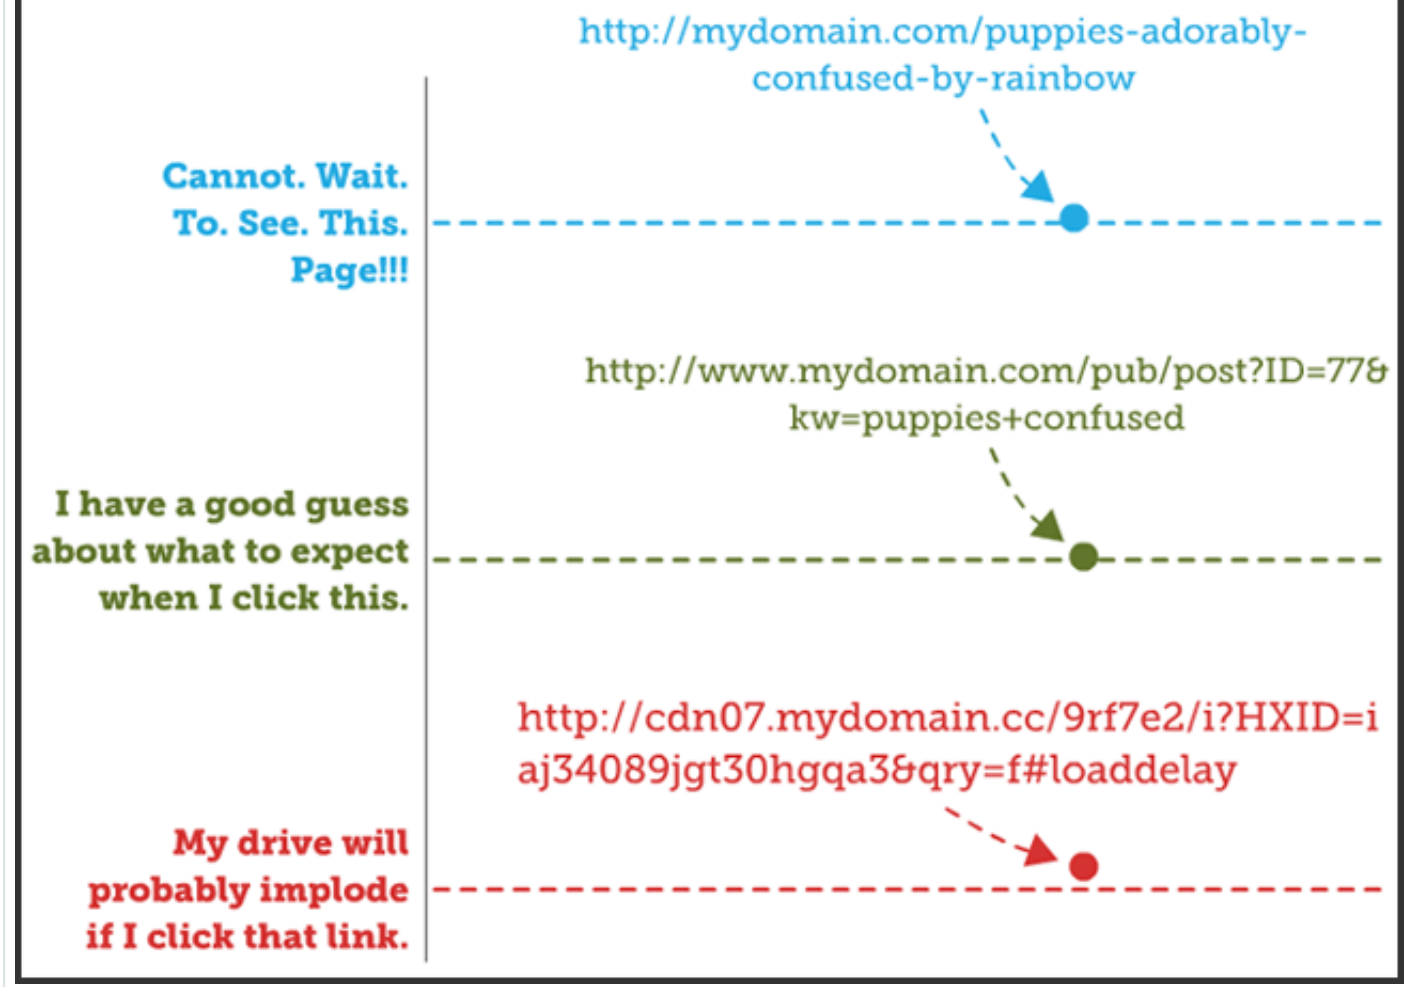 http://mydomain.com/puppies-adorably-
confused-by-rainbow
Cannot. Wait.
To. See. This.
Page!!!
http://www.mydomain.com/pub/post?ID=77&
kw=puppies+confused
I have a good guess
about what to expect
when I click this.
http://cdn07.mydomain.cc/9rf7e2/i?HXID=i
aj34089jgt30hgqa3&qry=f#loaddelay
My drive will
probably implode
if I click that link.